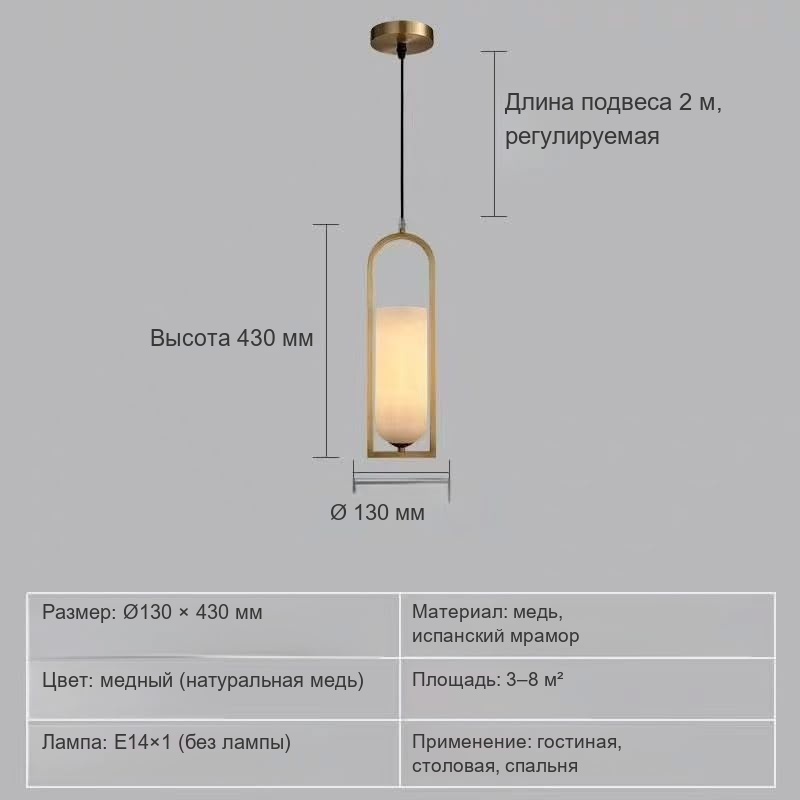 Длина подвеса 2 м,
регулируемая
Высота 430 мм
Ø 130 мм
Размер: Ø130 × 430 мм
Материал: медь,
испанский мрамор
Цвет: медный (натуральная медь)
Площадь: 3–8 м²
Лампа: E14×1 (без лампы)
Применение: гостиная,
столовая, спальня